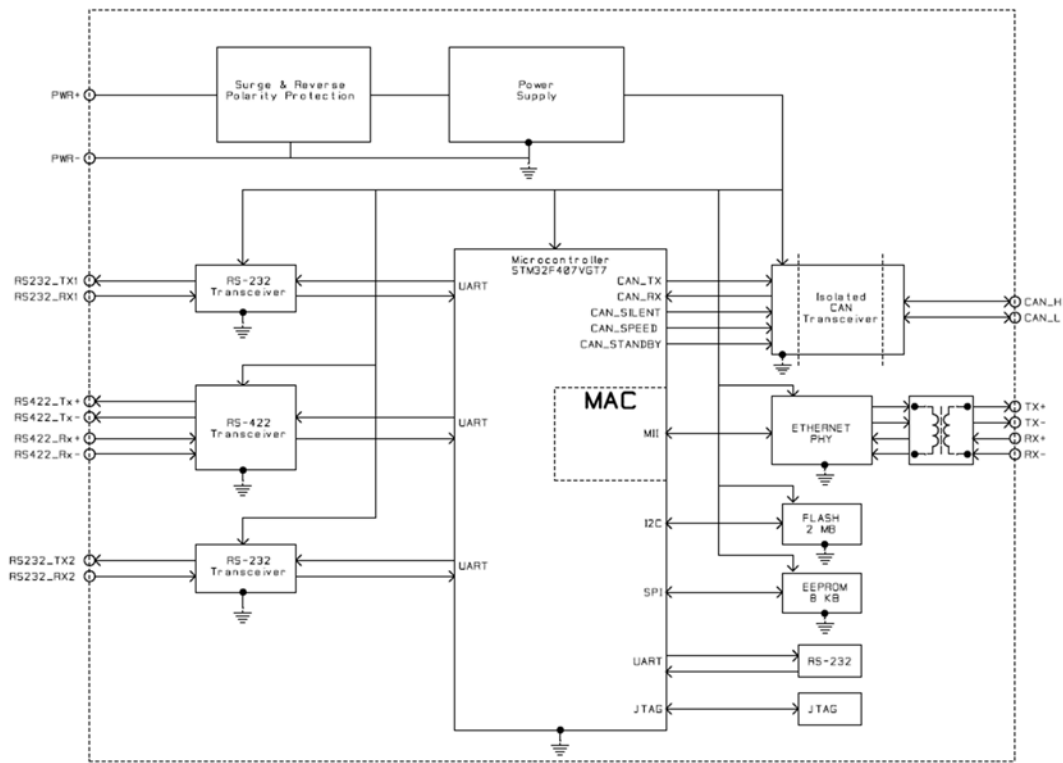 Surge & Reverse
Polarity Protection
Power
Supply
PWR+
PWR-
Microcontroller
STM32F407VGT7
RS232_TX1
RS232_RX1
RS-232
Transceiver
UART
CAN_TX
CAN_RX
CAN_SILENT
CAN_SPEED
CAN_STANDBY
Isolated
CAN
Transceiver
CAN_H
CAN_L
RS422_Tx+
RS422_Tx-
RS422_Rx+
RS422_Rx-
RS-422
Transceiver
UART
MAC
MII
ETHERNET
PHY
TX+
TX-
RX+
RX-
I2C
FLASH
2 MB
RS232_TX2
RS232_RX2
RS-232
Transceiver
UART
SPI
EEPROM
8 KB
UART
RS-232
JTAG
JTAG